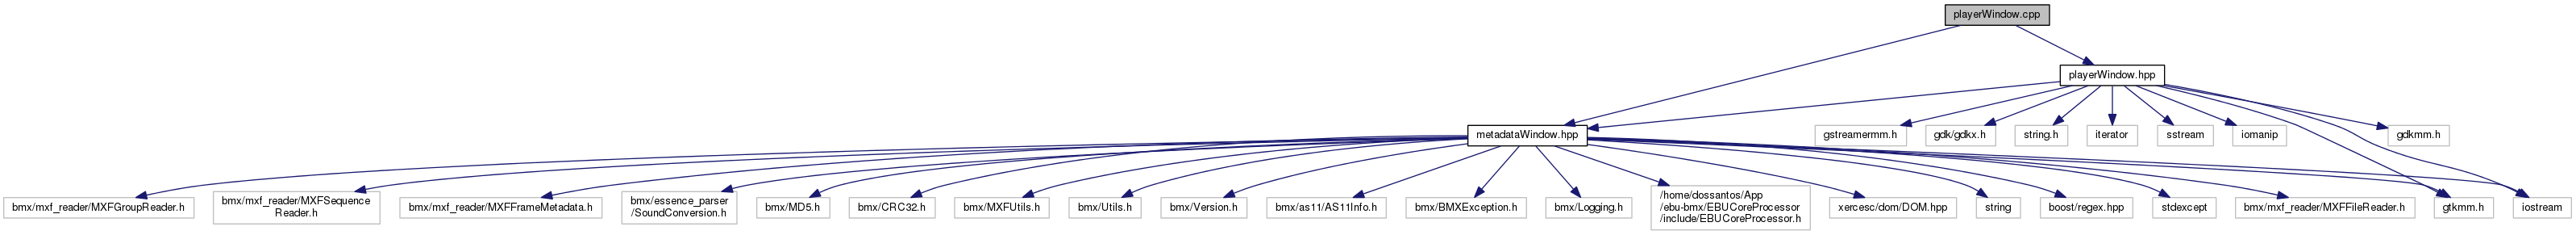 playerWindow.cpp
playerWindow.hpp
metadataWindow.hpp
gstreamermm.h
gdk/gdkx.h
string.h
iterator
sstream
iomanip
gdkmm.h
bmx/mxf_reader/MXFGroupReader.h
bmx/mxf_reader/MXFSequence
Reader.h
bmx/mxf_reader/MXFFrameMetadata.h
bmx/essence_parser
/SoundConversion.h
bmx/MD5.h
bmx/CRC32.h
bmx/MXFUtils.h
bmx/Utils.h
bmx/Version.h
bmx/as11/AS11Info.h
bmx/BMXException.h
bmx/Logging.h
/home/dossantos/App
/ebu-bmx/EBUCoreProcessor
/include/EBUCoreProcessor.h
xercesc/dom/DOM.hpp
string
boost/regex.hpp
stdexcept
bmx/mxf_reader/MXFFileReader.h
gtkmm.h
iostream